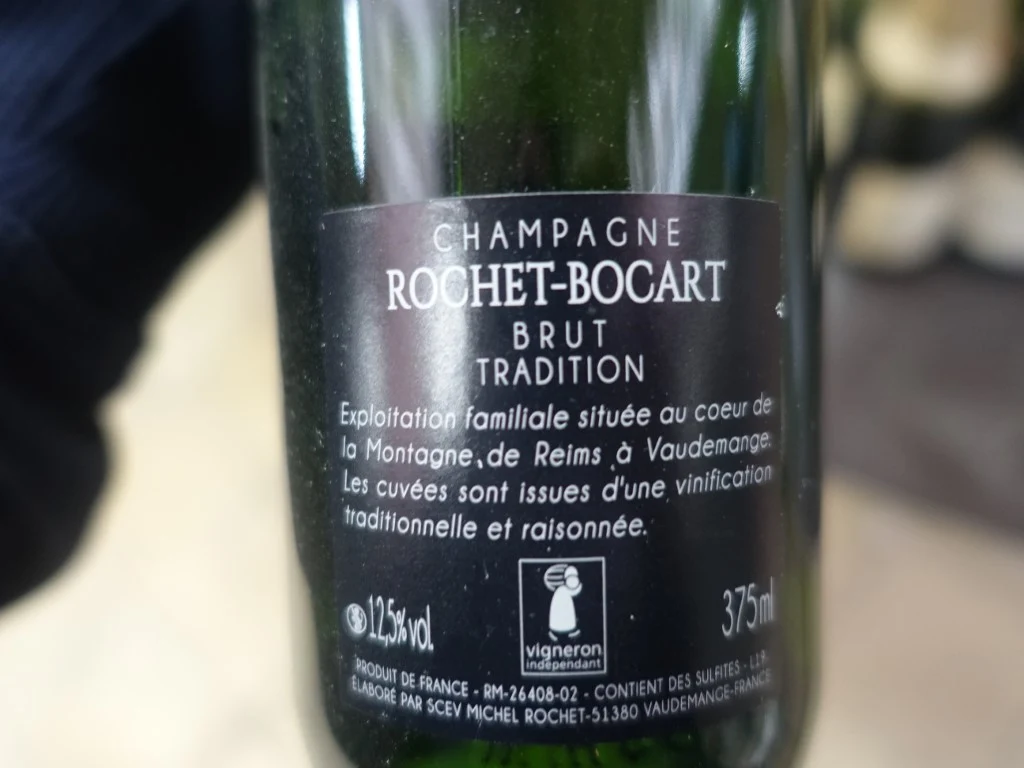 CHAMPAGNE
ROCHET-BOCART
BRUT
TRADITION
Exploitation familiale située au coeur de
la Montagne de Reims à Vaudemange.
Les cuvées sont issues d'une vinification
traditionnelle et raisonnée.
12,5% vol.
375ml
vigneron
indépendant
PRODUIT DE FRANCE - RM-26408-02 - CONTIENT DES SULFITES - L19
ÉLABORÉ PAR SCEV MICHEL ROCHET-51380 VAUDEMANGE-FRANCE